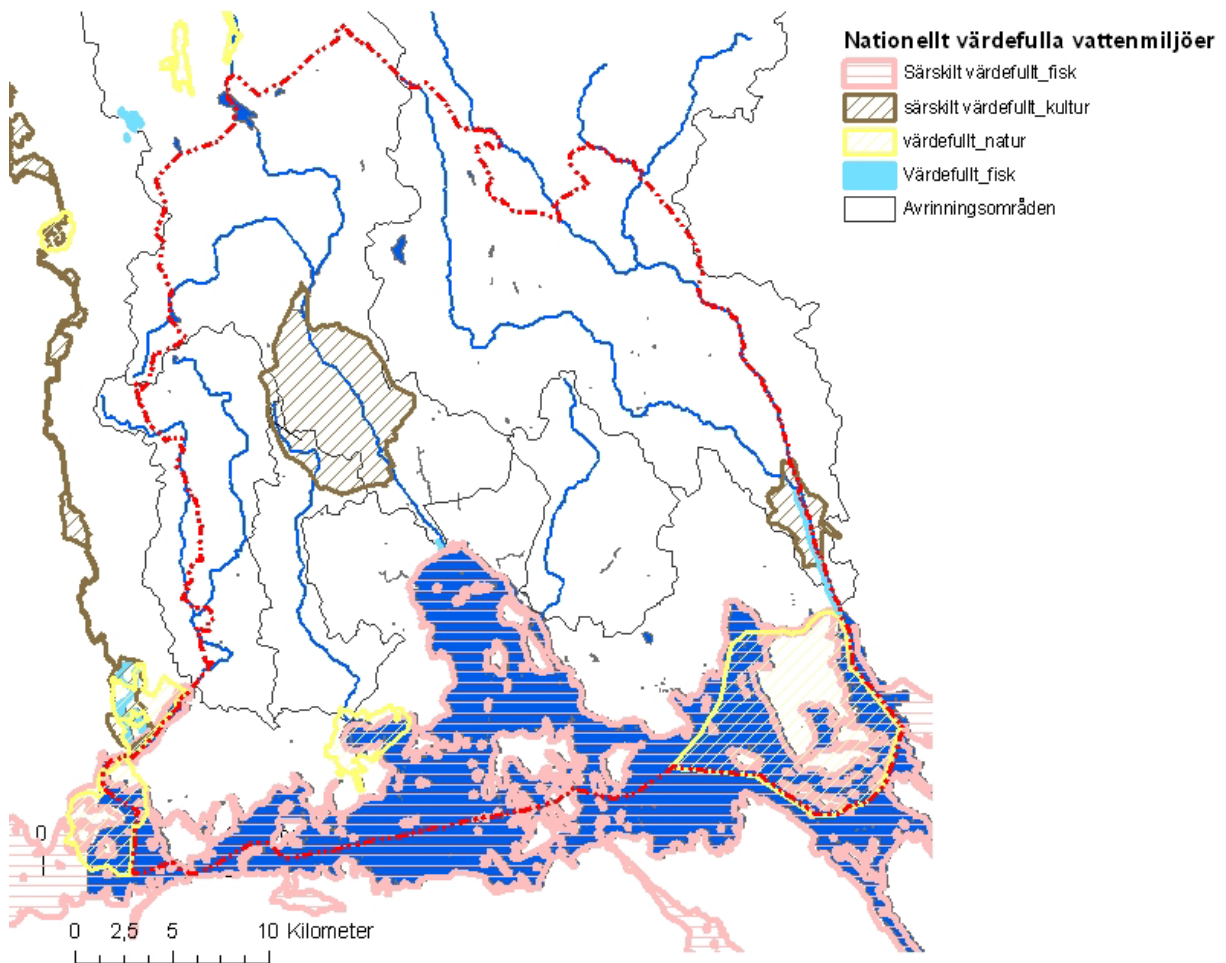 Nationellt värdefulla vattenmiljöer
Särskilt värdefullt_fisk
särskilt värdefullt_kultur
värdefullt_natur
Värdefullt_fisk
Avrinningsområden
0
0 2,5 5 10 Kilometer